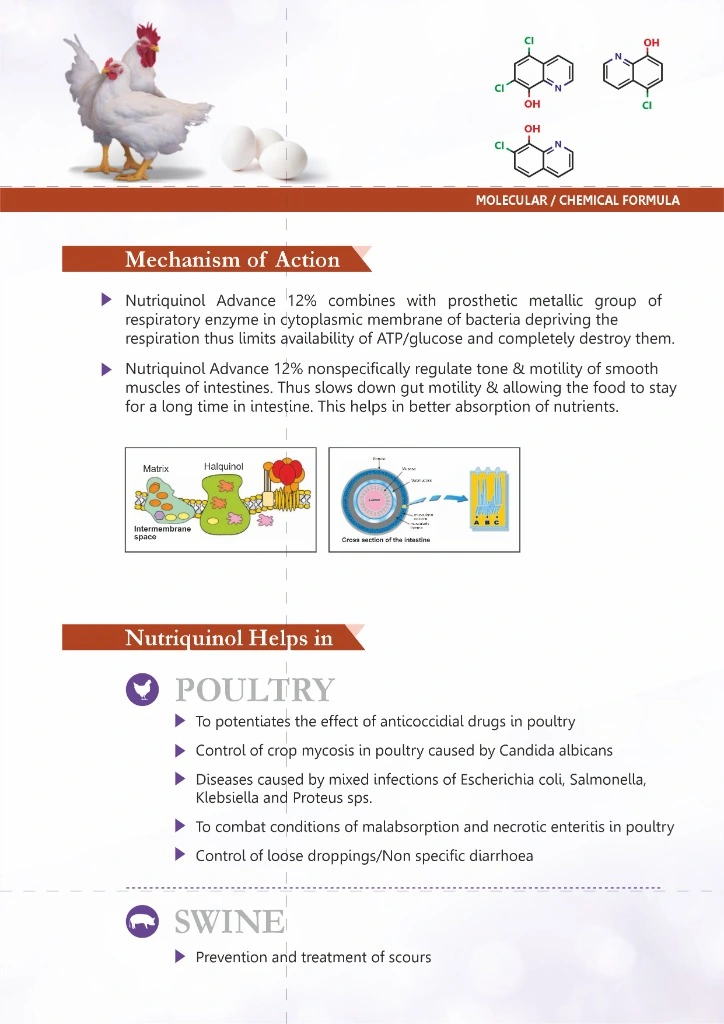 Cl
OH
N
Cl
N
OH
Cl
OH
Cl
N
MOLECULAR / CHEMICAL FORMULA
Mechanism of Action
Nutriquinol Advance 12% combines with prosthetic metallic group of
respiratory enzyme in cytoplasmic membrane of bacteria depriving the
respiration thus limits availability of ATP/glucose and completely destroy them.
Nutriquinol Advance 12% nonspecifically regulate tone & motility of smooth
muscles of intestines. Thus slows down gut motility & allowing the food to stay
for a long time in intestine. This helps in better absorption of nutrients.
Matrix
Halquinol
Intermembrane
space
Mucosa
Submucosa
Lumen
A B C
Cross section of the intestine
Nutriquinol Helps in
POULTRY
To potentiates the effect of anticoccidial drugs in poultry
Control of crop mycosis in poultry caused by Candida albicans
Diseases caused by mixed infections of Escherichia coli, Salmonella,
Klebsiella and Proteus sps.
To combat conditions of malabsorption and necrotic enteritis in poultry
Control of loose droppings/Non specific diarrhoea
SWINE
Prevention and treatment of scours